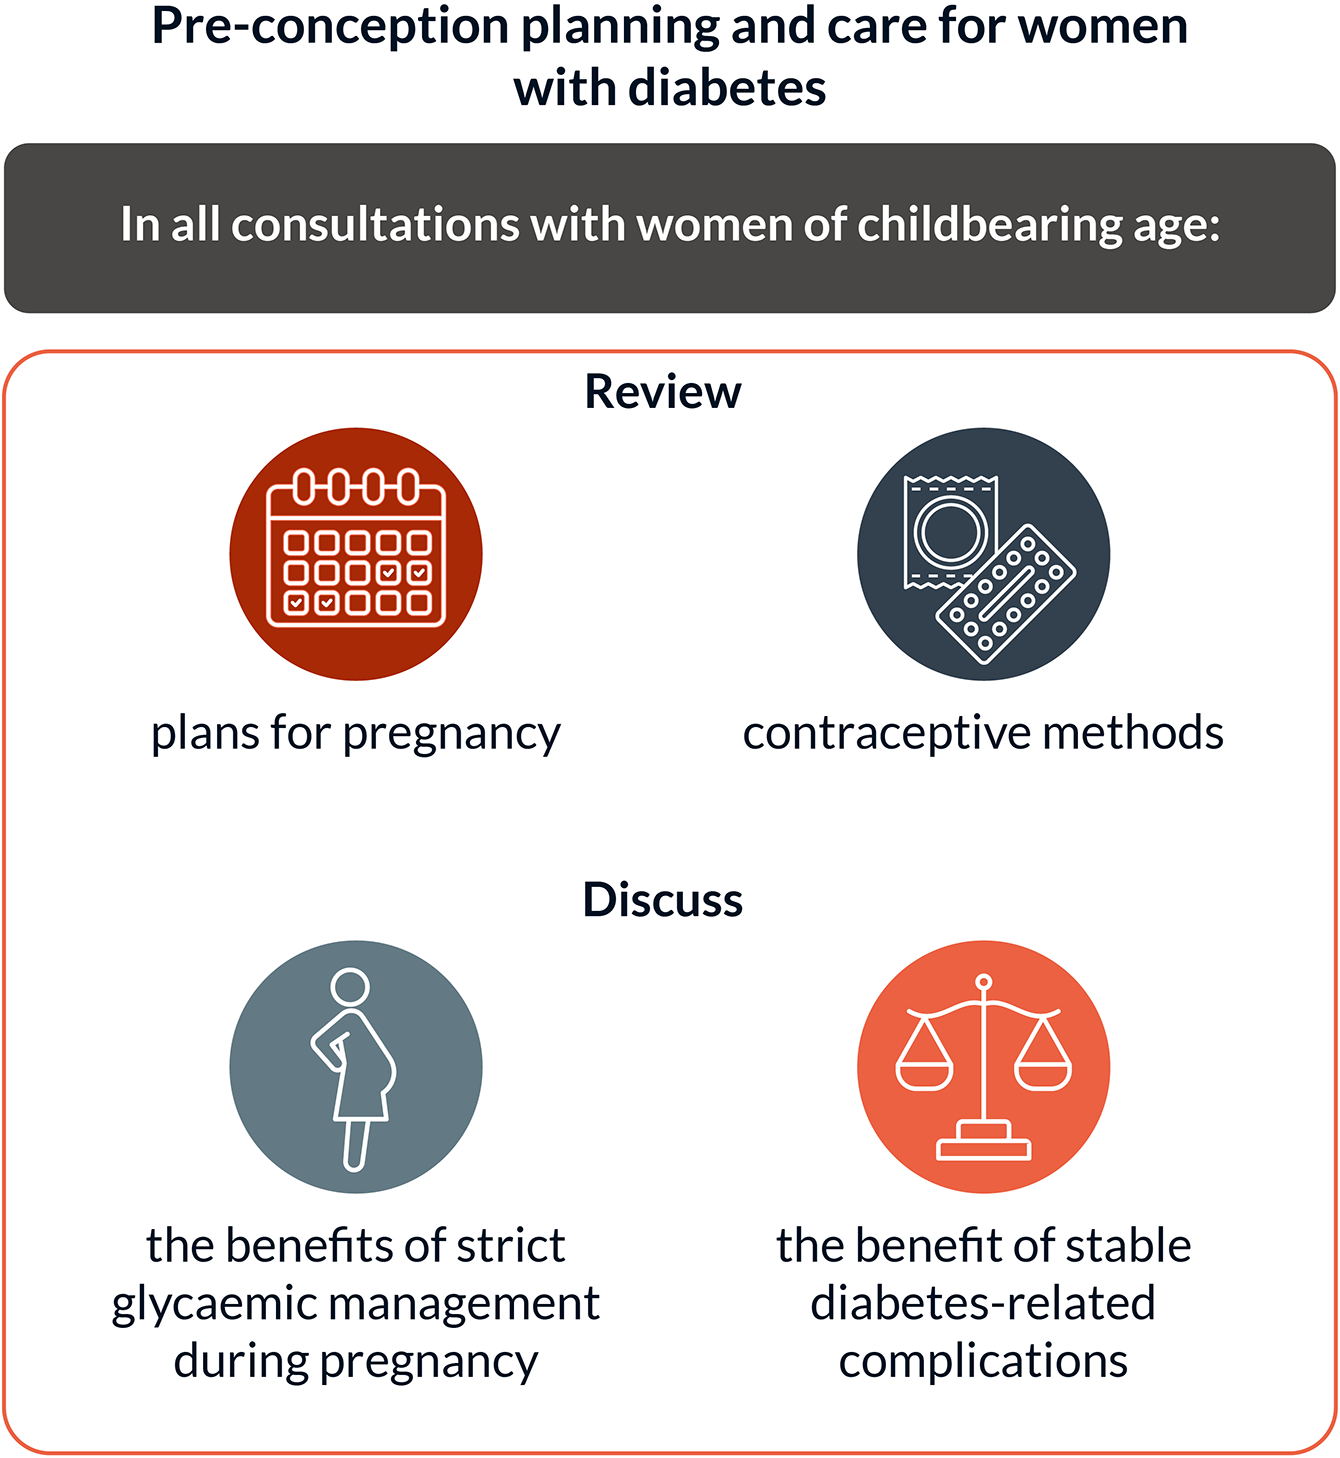 Pre-conception planning and care for women
with diabetes
In all consultations with women of childbearing age:
Review
plans for pregnancy
contraceptive methods
Discuss
the benefits of strict
glycaemic management
during pregnancy
the benefit of stable
diabetes-related
complications